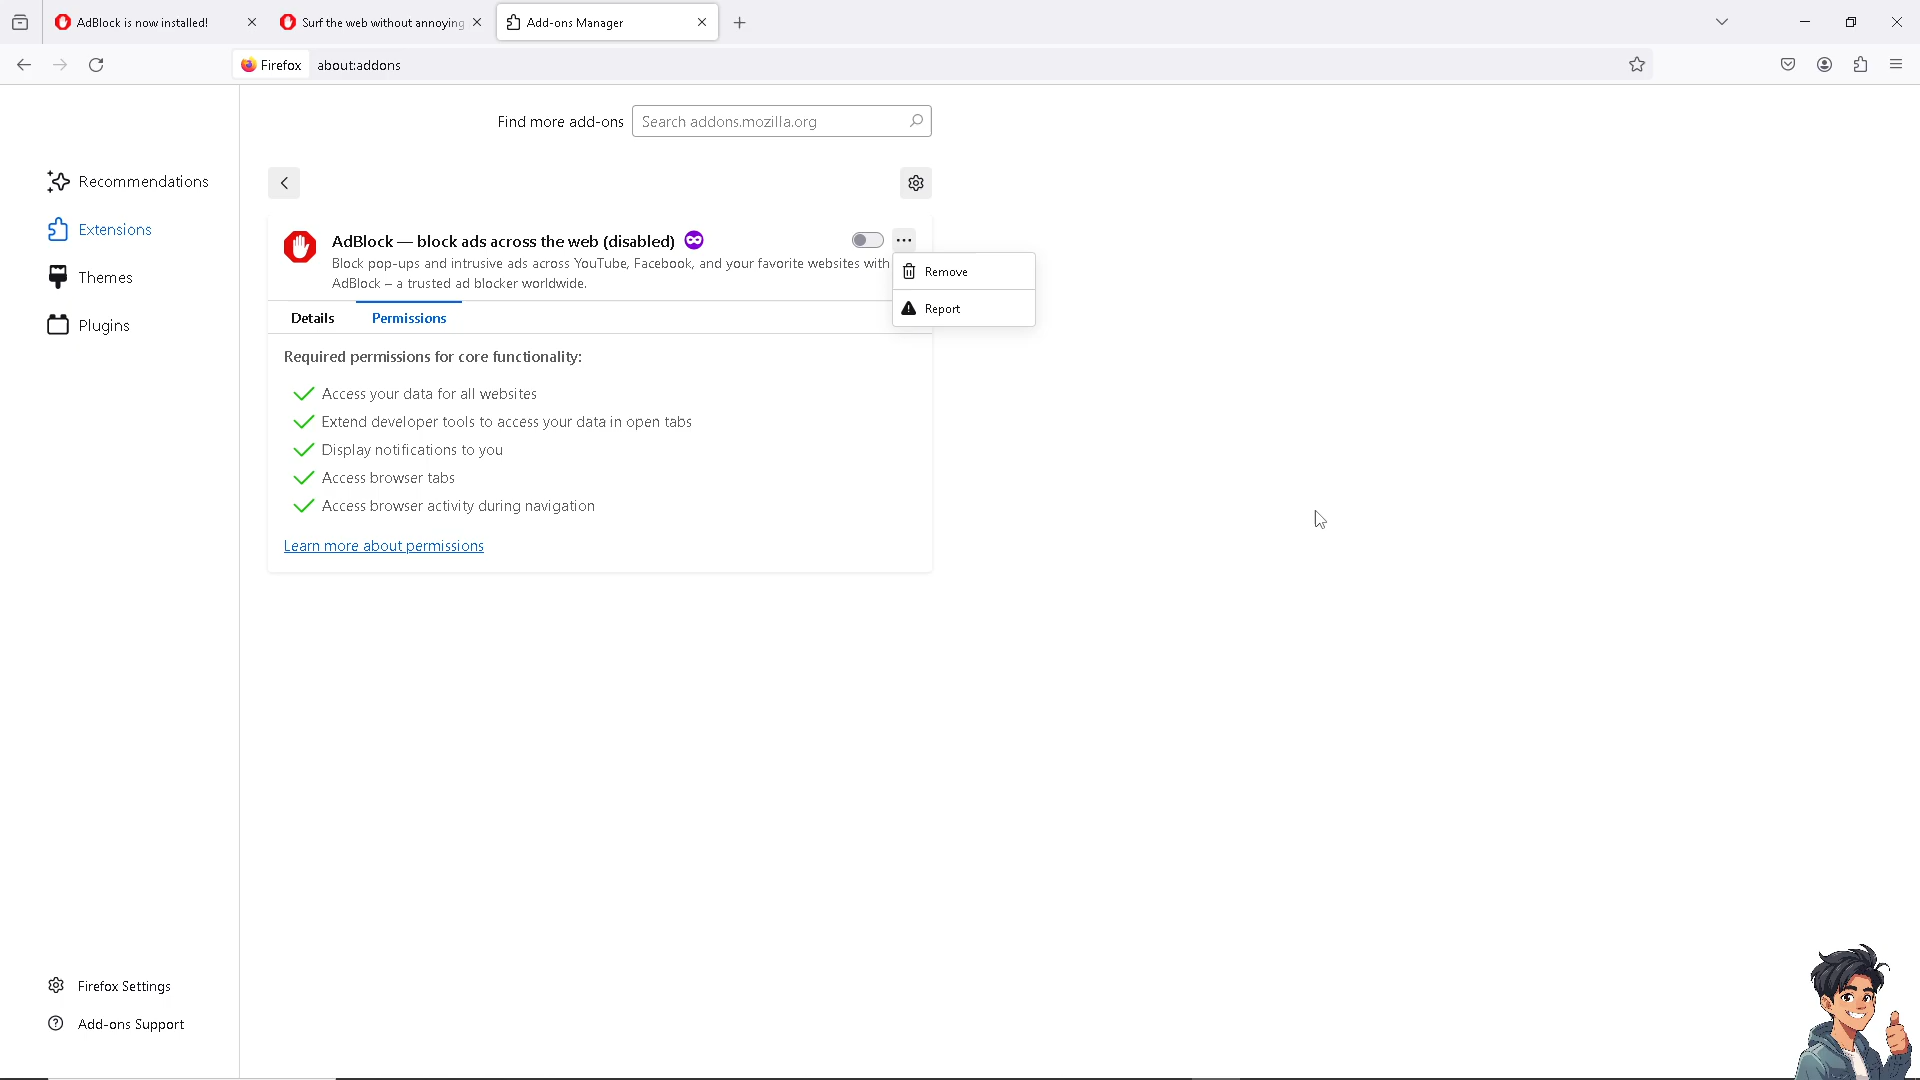 AdBlock is now installed!
Surf the web without annoying
Add-ons Manager
Firefox
about:addons
Find more add-ons
Search addons.mozilla.org
Recommendations
Extensions
Themes
Plugins
AdBlock — block ads across the web (disabled)
Block pop-ups and intrusive ads across YouTube, Facebook, and your favorite websites with
AdBlock – a trusted ad blocker worldwide.
Remove
Report
Details
Permissions
Required permissions for core functionality:
Access your data for all websites
Extend developer tools to access your data in open tabs
Display notifications to you
Access browser tabs
Access browser activity during navigation
Learn more about permissions
Firefox Settings
Add-ons Support